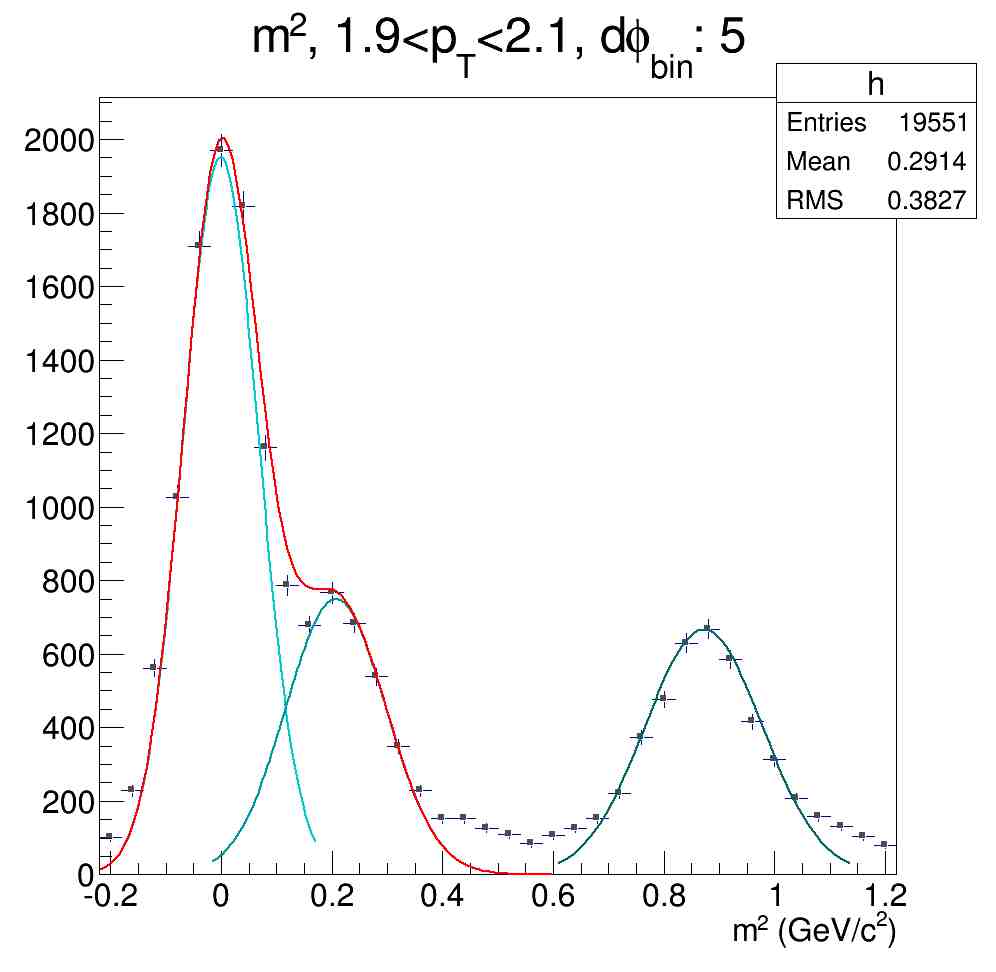 m², 1.9<p_T<2.1, dϕ_bin: 5
h
Entries 19551
Mean 0.2914
RMS 0.3827
2000
1800
1600
1400
1200
1000
800
600
400
200
0
-0.2 0 0.2 0.4 0.6 0.8 1 1.2
m² (GeV/c²)